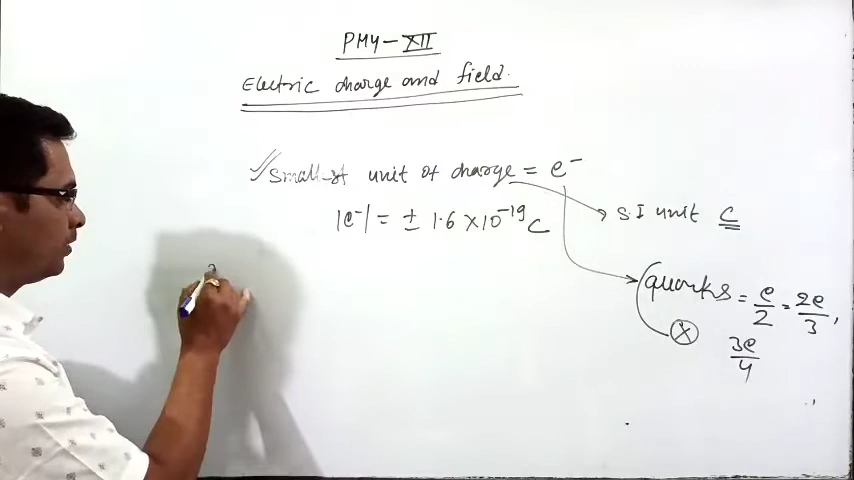 PHY-XII
Electric charge and field.
✓ Smallest unit of charge = e⁻
|e⁻| = ± 1.6 × 10⁻¹⁹ C
S.I unit C
quarks = e/2 = 2e/3,
3e/4